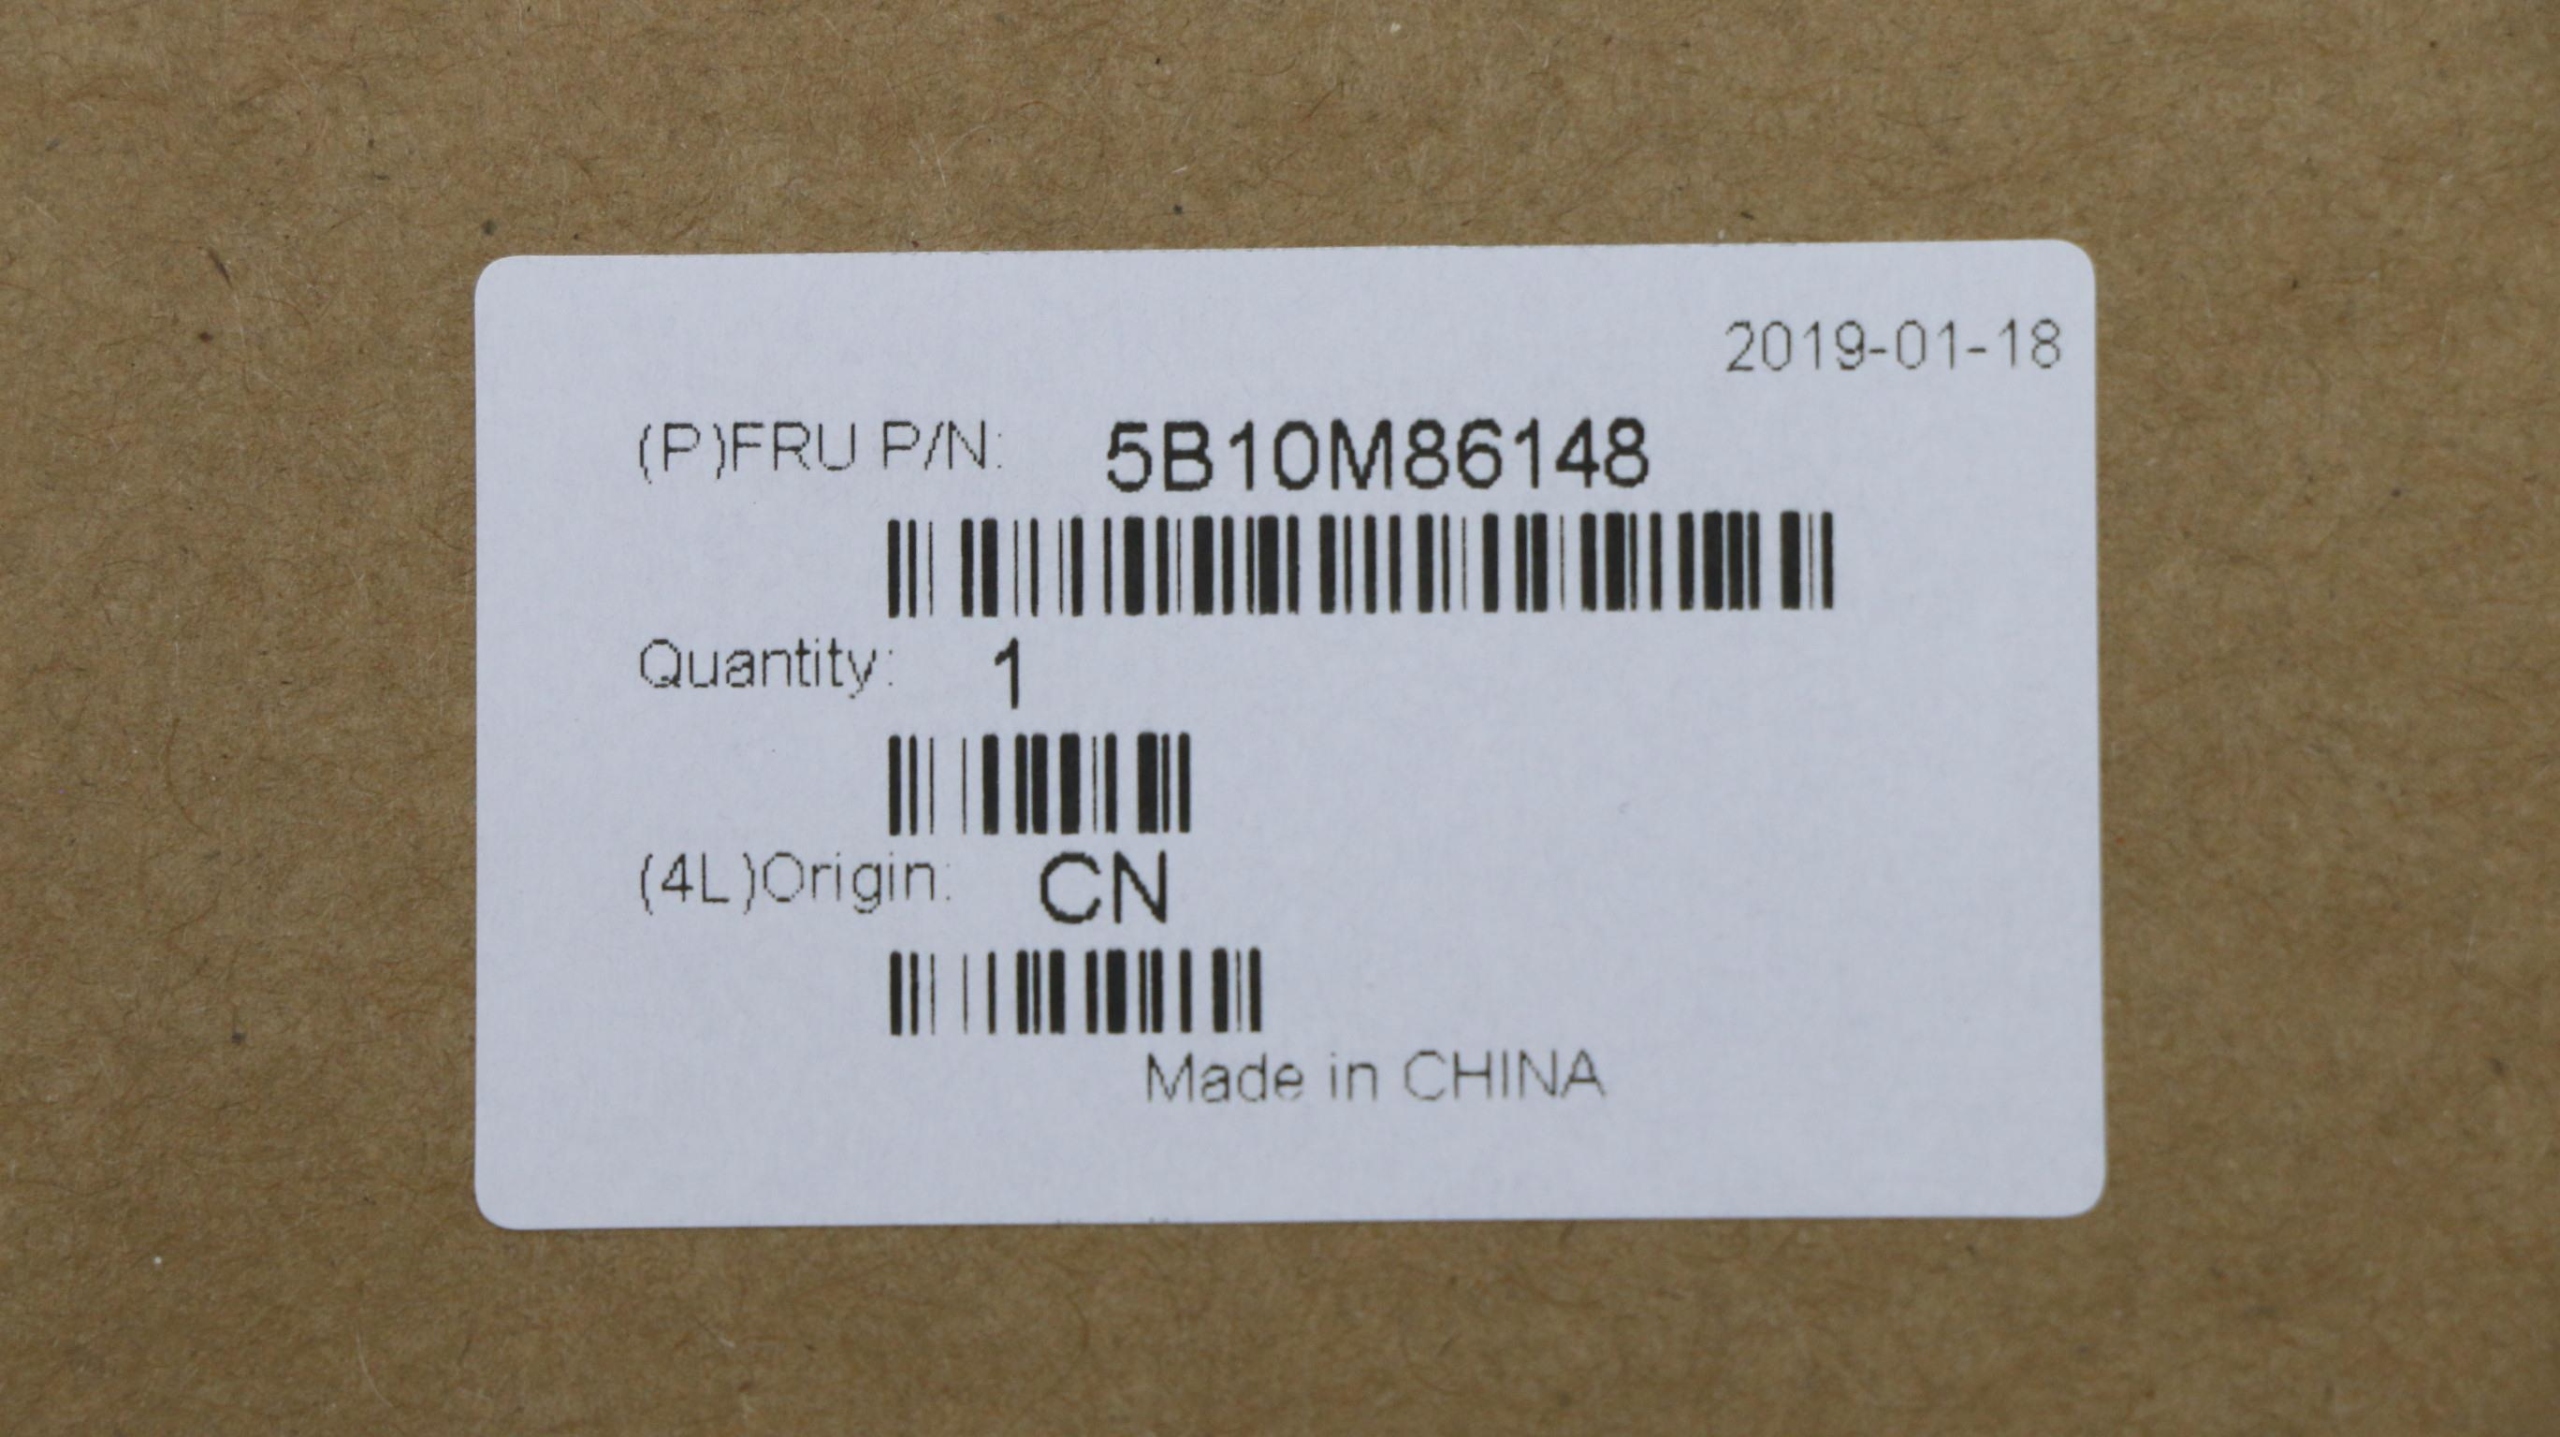 2019-01-18
(P)FRU P/N: 5B10M86148
Quantity: 1
(4L)Origin: CN
Made in CHINA